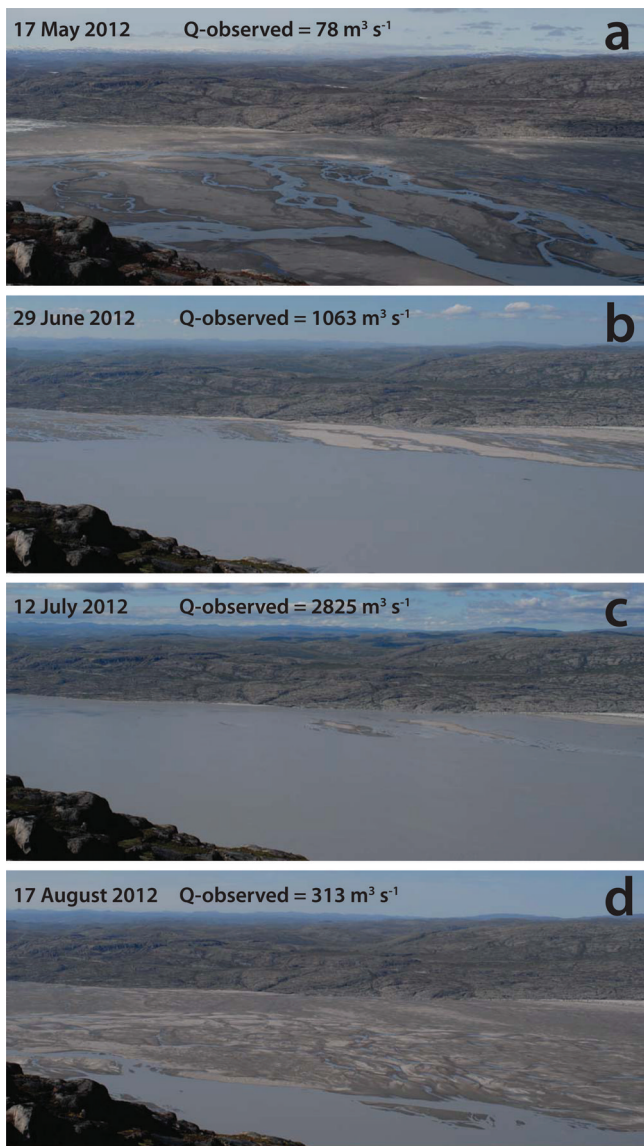 17 May 2012 Q-observed = 78 m³ s⁻¹ a
29 June 2012 Q-observed = 1063 m³ s⁻¹ b
12 July 2012 Q-observed = 2825 m³ s⁻¹ c
17 August 2012 Q-observed = 313 m³ s⁻¹ d